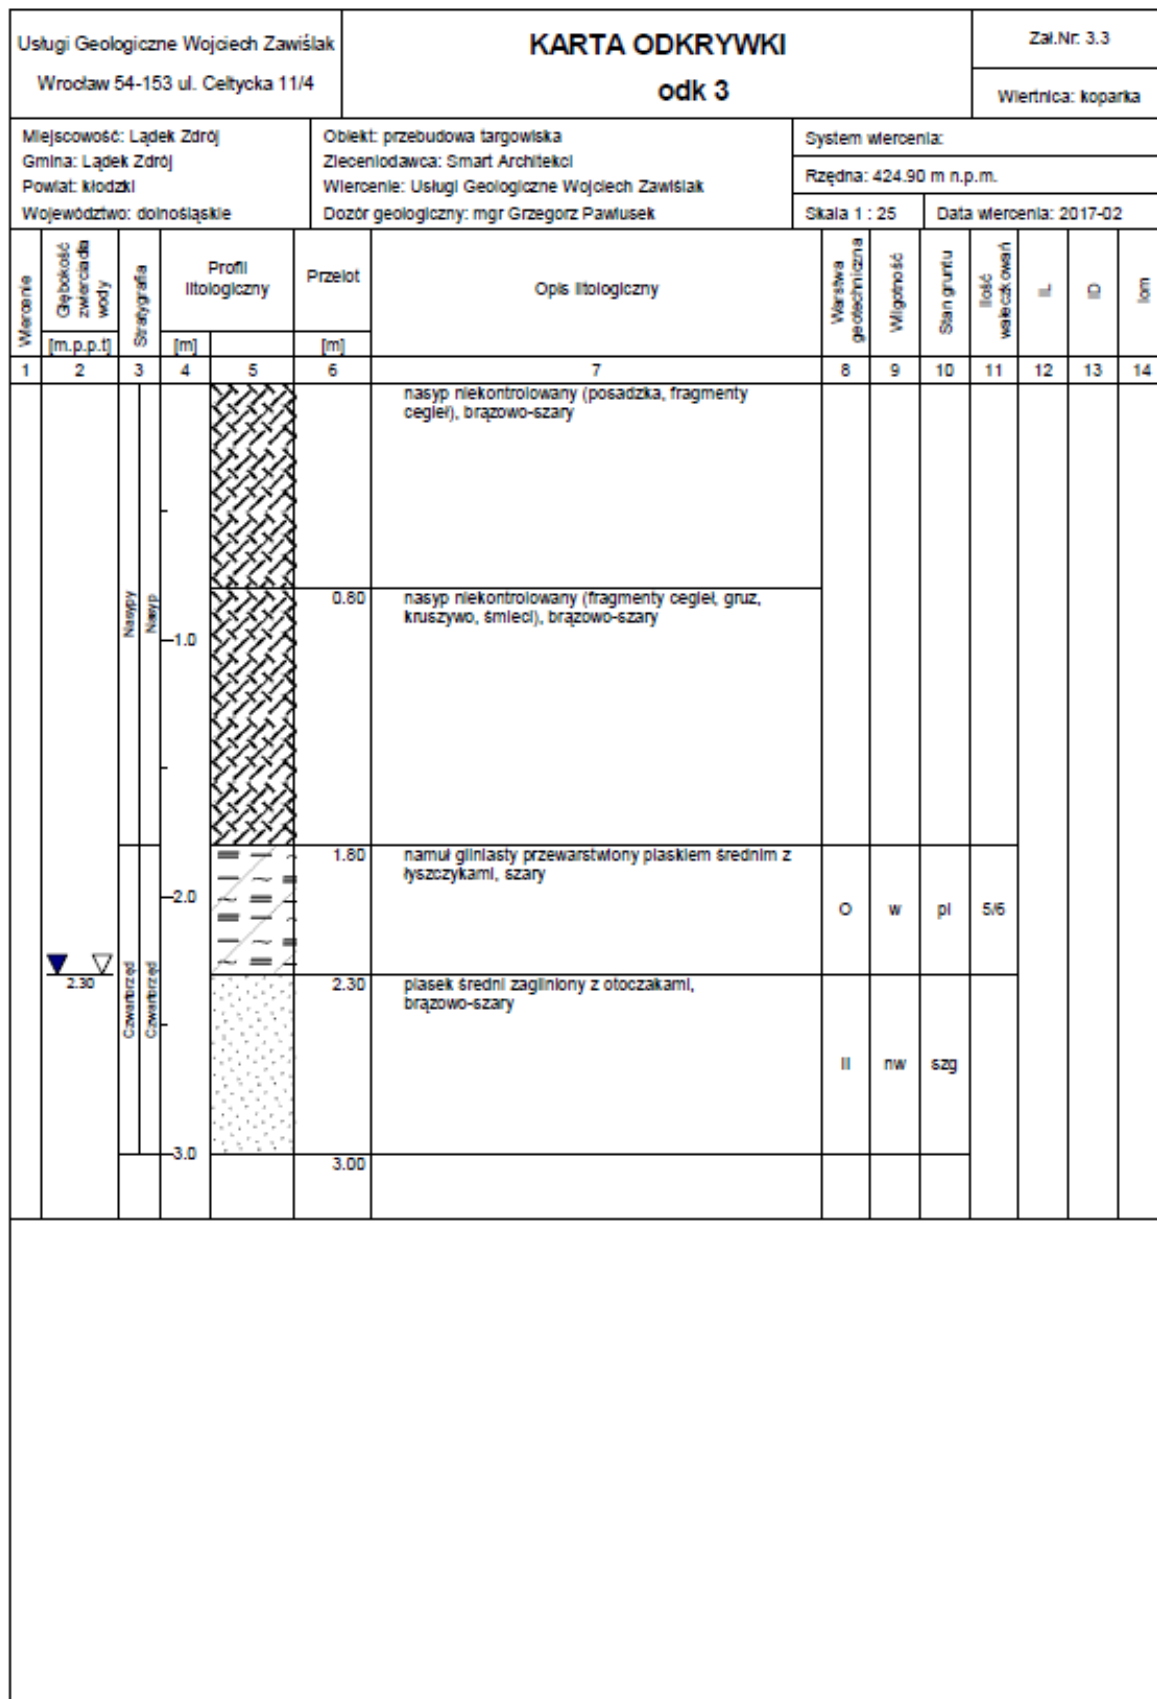 Usługi Geologiczne Wojciech Zawiślak
Wrocław 54-153 ul. Celtycka 11/4
KARTA ODKRYWKI
odk 3
Zał.Nr: 3.3
Wiertnica: koparka
Miejscowość: Lądek Zdrój
Gmina: Lądek Zdrój
Powiat: kłodzki
Województwo: dolnośląskie
Obiekt: przebudowa targowiska
Zleceniodawca: Smart Architekci
Wiercenie: Usługi Geologiczne Wojciech Zawiślak
Dozór geologiczny: mgr Grzegorz Pawlusek
System wiercenia:
Rzędna: 424.90 m n.p.m.
Skala 1 : 25
Data wiercenia: 2017-02
Wiercenie
Głębokość zwierciadła wody
[m.p.p.t]
Stratygrafia
Profil litologiczny
[m]
Przelot
[m]
Opis litologiczny
Warstwa geotechniczna
Wilgotność
Stan gruntu
Ilość wałeczkowań
IL
ID
lom
1 2 3 4 5 6 7 8 9 10 11 12 13 14
nasyp niekontrolowany (posadzka, fragmenty
cegieł), brązowo-szary
0.80
nasyp niekontrolowany (fragmenty cegieł, gruz,
kruszywo, śmieci), brązowo-szary
Nasypy
Nasyp
1.0
1.80
namuł gliniasty przewarstwiony piaskiem średnim z
łyszczykami, szary
2.0
O w pl 5/6
2.30
2.30
piasek średni zagliniony z otoczakami,
brązowo-szary
Czwartorzęd
Czwartorzęd
II nw szg
3.0
3.00